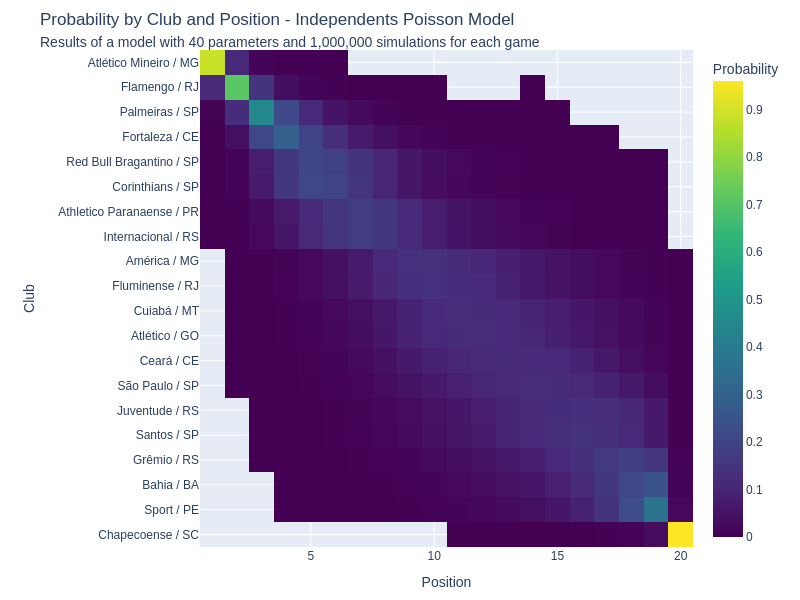 Probability by Club and Position - Independents Poisson Model
Results of a model with 40 parameters and 1,000,000 simulations for each game
Probability
Atlético Mineiro / MG
Flamengo / RJ
Palmeiras / SP
Fortaleza / CE
Red Bull Bragantino / SP
Corinthians / SP
Athletico Paranaense / PR
Internacional / RS
América / MG
Fluminense / RJ
Cuiabá / MT
Atlético / GO
Ceará / CE
São Paulo / SP
Juventude / RS
Santos / SP
Grêmio / RS
Bahia / BA
Sport / PE
Chapecoense / SC
Club
5
10
15
20
Position
0.9
0.8
0.7
0.6
0.5
0.4
0.3
0.2
0.1
0